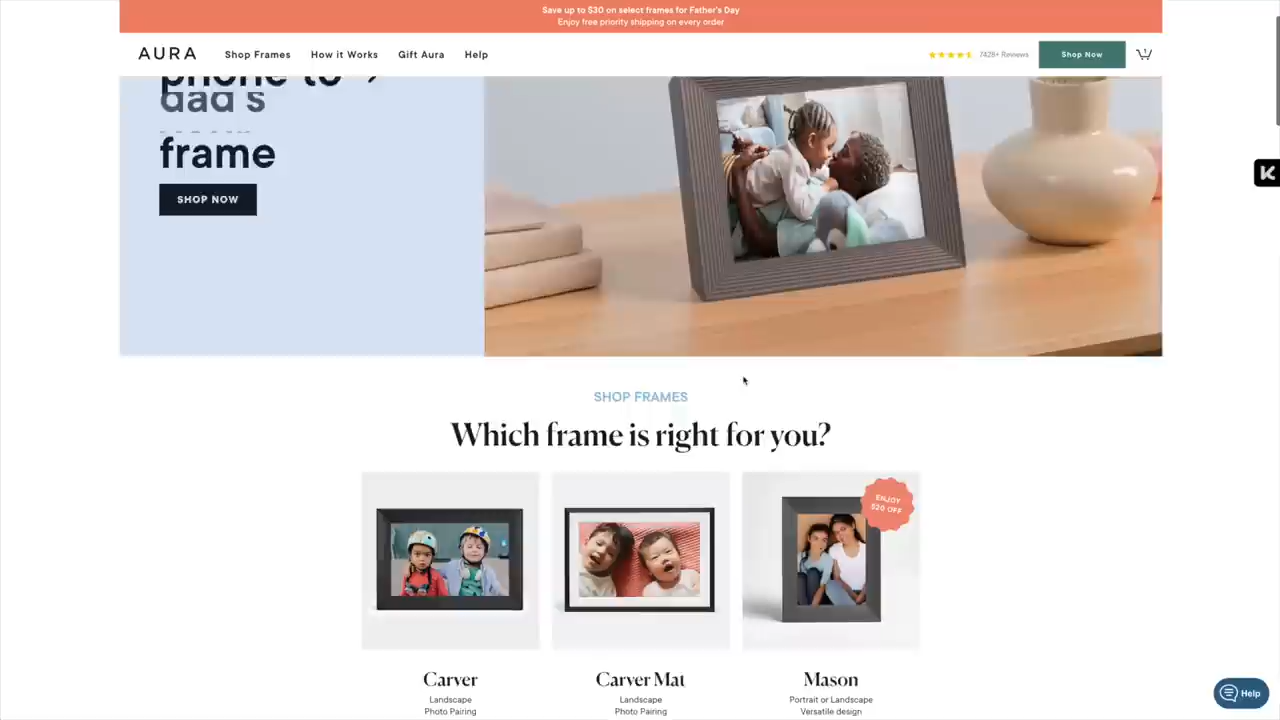 Save up to $30 on select frames for Father's Day
Enjoy free priority shipping on every order
AURA
Shop Frames
How it Works
Gift Aura
Help
7428+ Reviews
Shop Now
1
phone to
dad's
frame
SHOP NOW
K
SHOP FRAMES
Which frame is right for you?
ENJOY
$20 OFF
Carver
Landscape
Photo Pairing
Carver Mat
Landscape
Photo Pairing
Mason
Portrait or Landscape
Versatile design
Help